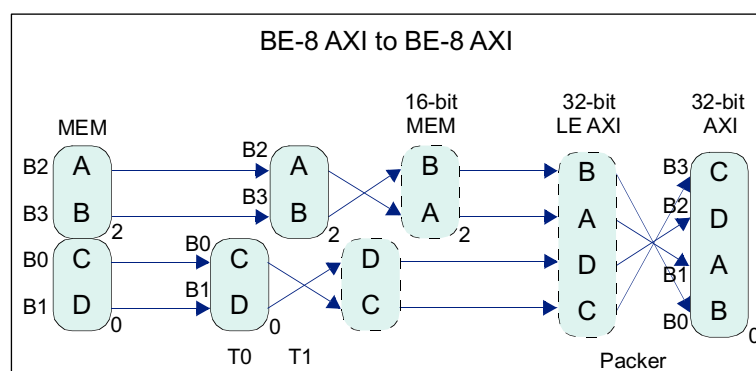 BE-8 AXI to BE-8 AXI
MEM
16-bit
MEM
32-bit
LE AXI
32-bit
AXI
B2 A
B3 B
2
B0 C
B1 D
0
B2 A
B3 B
2
B0 C
B1 D
0
B
A
2
D
C
B
A
D
C
B3 C
B2 D
B1 A
B0 B
0
T0 T1
Packer